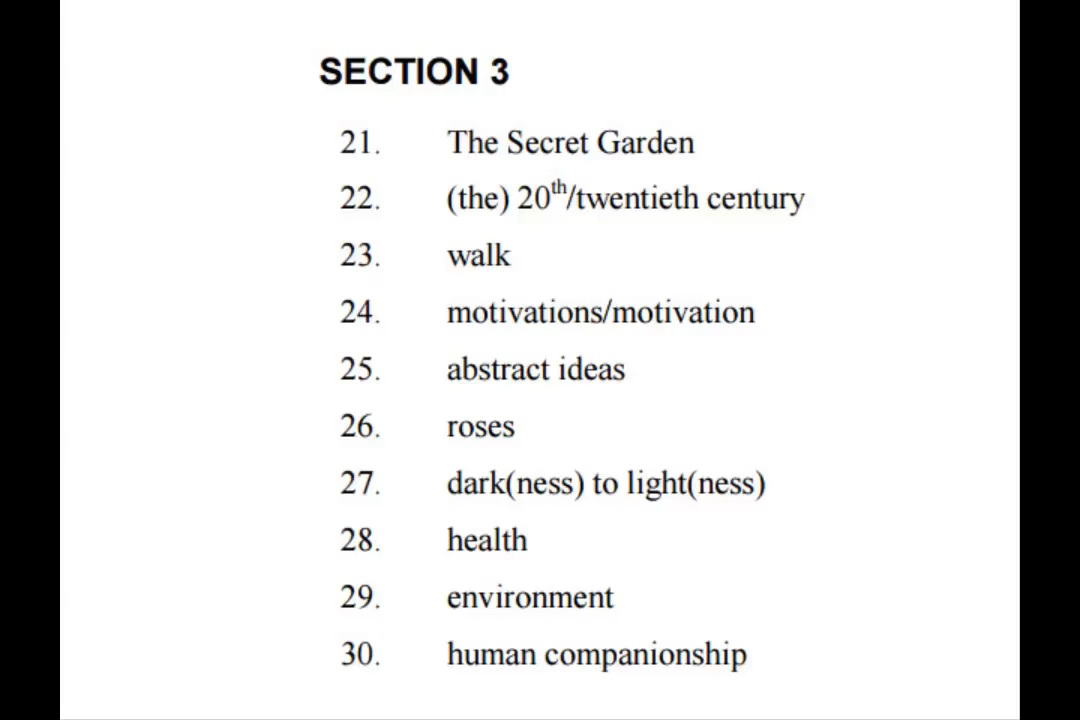 SECTION 3
21. The Secret Garden
22. (the) 20th/twentieth century
23. walk
24. motivations/motivation
25. abstract ideas
26. roses
27. dark(ness) to light(ness)
28. health
29. environment
30. human companionship